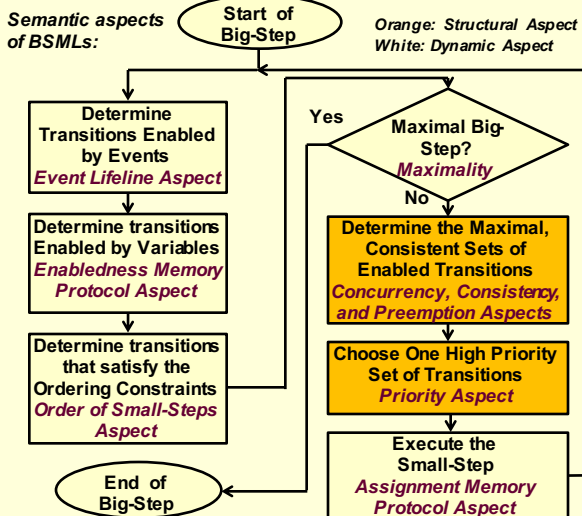 Semantic aspects
of BSMLs:
Start of
Big-Step
Orange: Structural Aspect
White: Dynamic Aspect
Determine
Transitions Enabled
by Events
Event Lifeline Aspect
Determine transitions
Enabled by Variables
Enabledness Memory
Protocol Aspect
Determine transitions
that satisfy the
Ordering Constraints
Order of Small-Steps
Aspect
End of
Big-Step
Yes
Maximal Big-
Step?
Maximality
No
Determine the Maximal,
Consistent Sets of
Enabled Transitions
Concurrency, Consistency,
and Preemption Aspects
Choose One High Priority
Set of Transitions
Priority Aspect
Execute the
Small-Step
Assignment Memory
Protocol Aspect